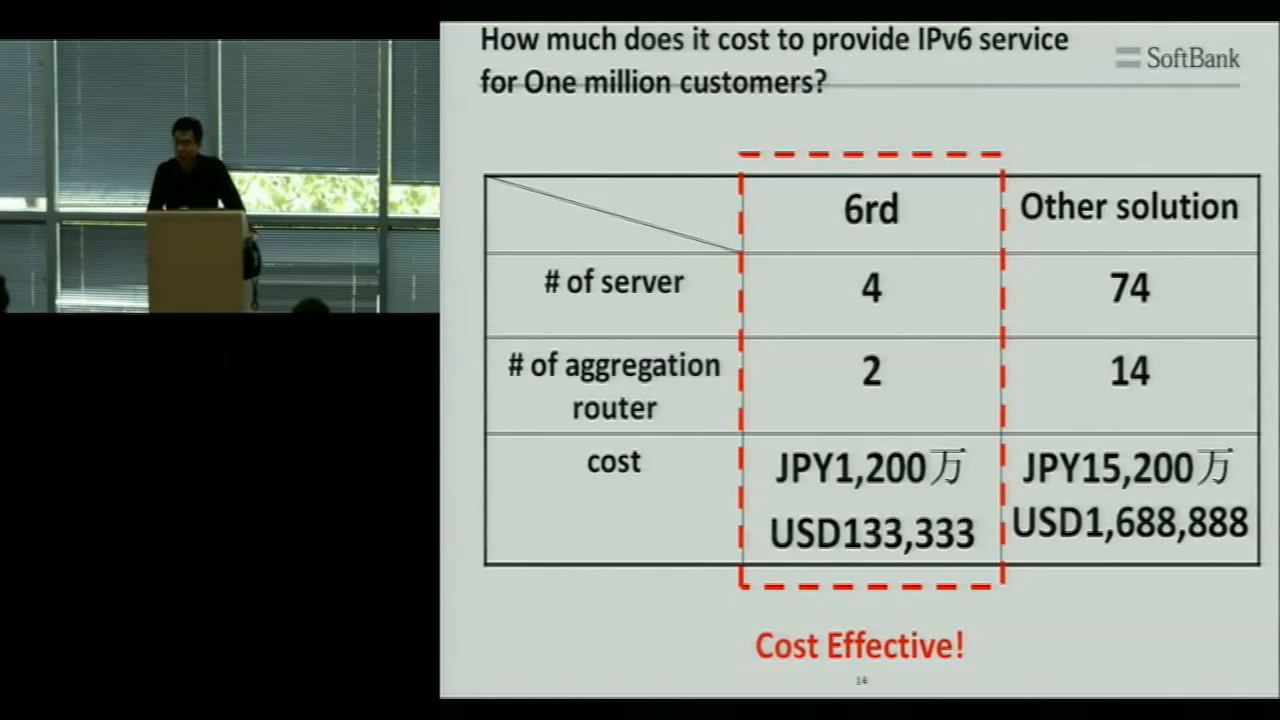 How much does it cost to provide IPv6 service
for One million customers?
SoftBank
6rd
Other solution
# of server
4
74
# of aggregation
router
2
14
cost
JPY1,200万
JPY15,200万
USD133,333
USD1,688,888
Cost Effective!
14